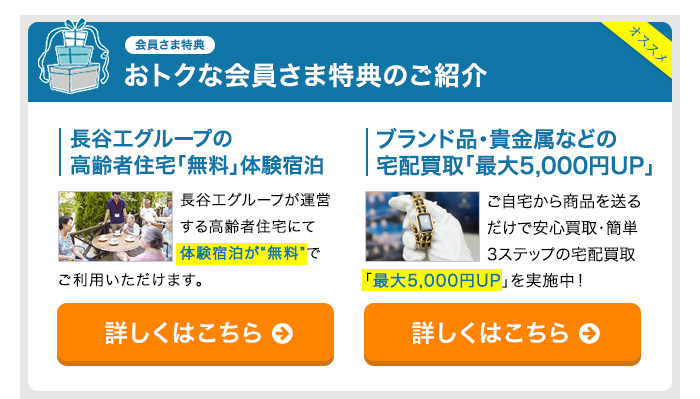 会員さま特典
おトクな会員さま特典のご紹介
オススメ
長谷工グループの
高齢者住宅「無料」体験宿泊
長谷工グループが運営
する高齢者住宅にて
体験宿泊が“無料”で
ご利用いただけます。
詳しくはこちら
ブランド品・貴金属などの
宅配買取「最大5,000円UP」
ご自宅から商品を送る
だけで安心買取・簡単
3ステップの宅配買取
「最大5,000円UP」を実施中！
詳しくはこちら